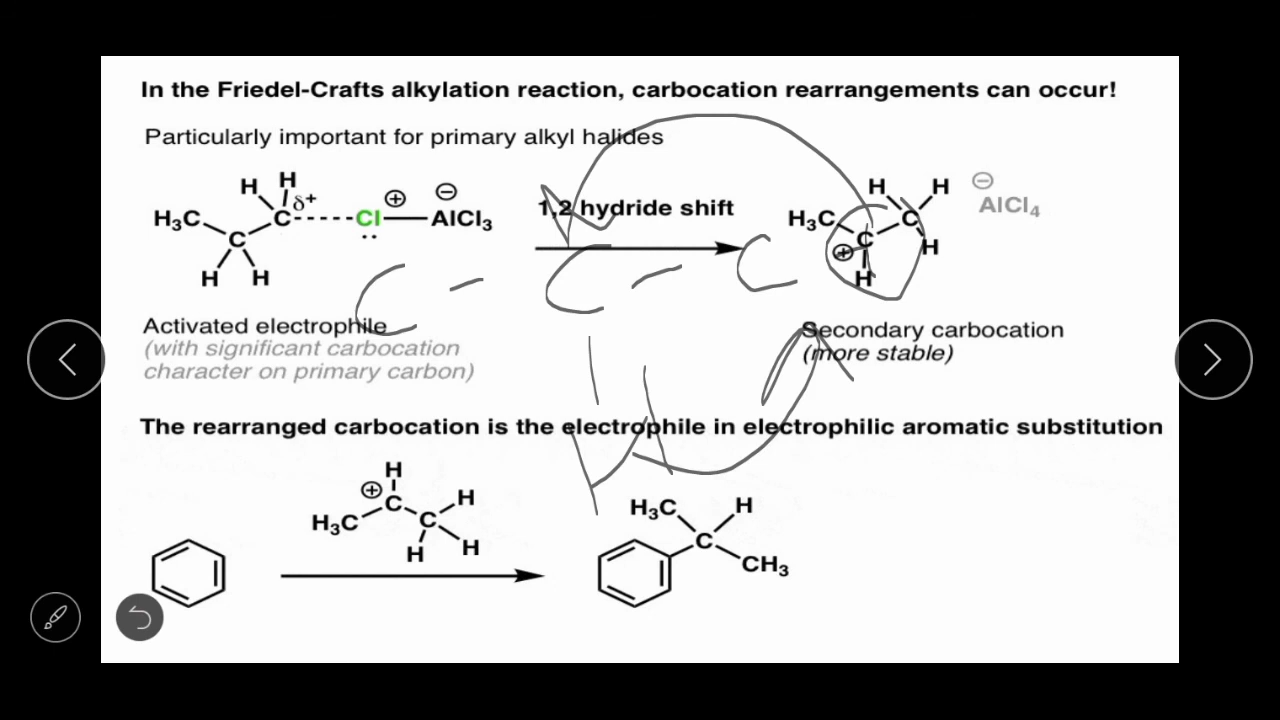 In the Friedel-Crafts alkylation reaction, carbocation rearrangements can occur!
Particularly important for primary alkyl halides
H H
δ+ ⊕ ⊖
H₃C C Cl AlCl₃
C
H H
1,2 hydride shift
H H ⊖
AlCl₄
H₃C C
C
⊕ H
H
C - C - C
H
Activated electrophile
(with significant carbocation
character on primary carbon)
Secondary carbocation
(more stable)
The rearranged carbocation is the electrophile in electrophilic aromatic substitution
H
⊕ C H
H₃C C
H H
H₃C H
C
CH₃